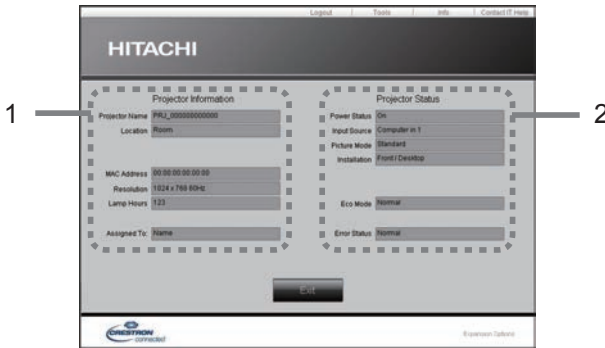 Logout Tools Info Contact IT Help
HITACHI
1
Projector Information
Projector Name PRJ_000000000000
Location Room
MAC Address 00:00:00:00:00:00
Resolution 1024 x 768 60Hz
Lamp Hours 123
Assigned To: Name
2
Projector Status
Power Status On
Input Source Computer in 1
Picture Mode Standard
Installation Front / Desktop
Eco Mode Normal
Error Status Normal
Exit
CRESTRON
connected
Expansion Options